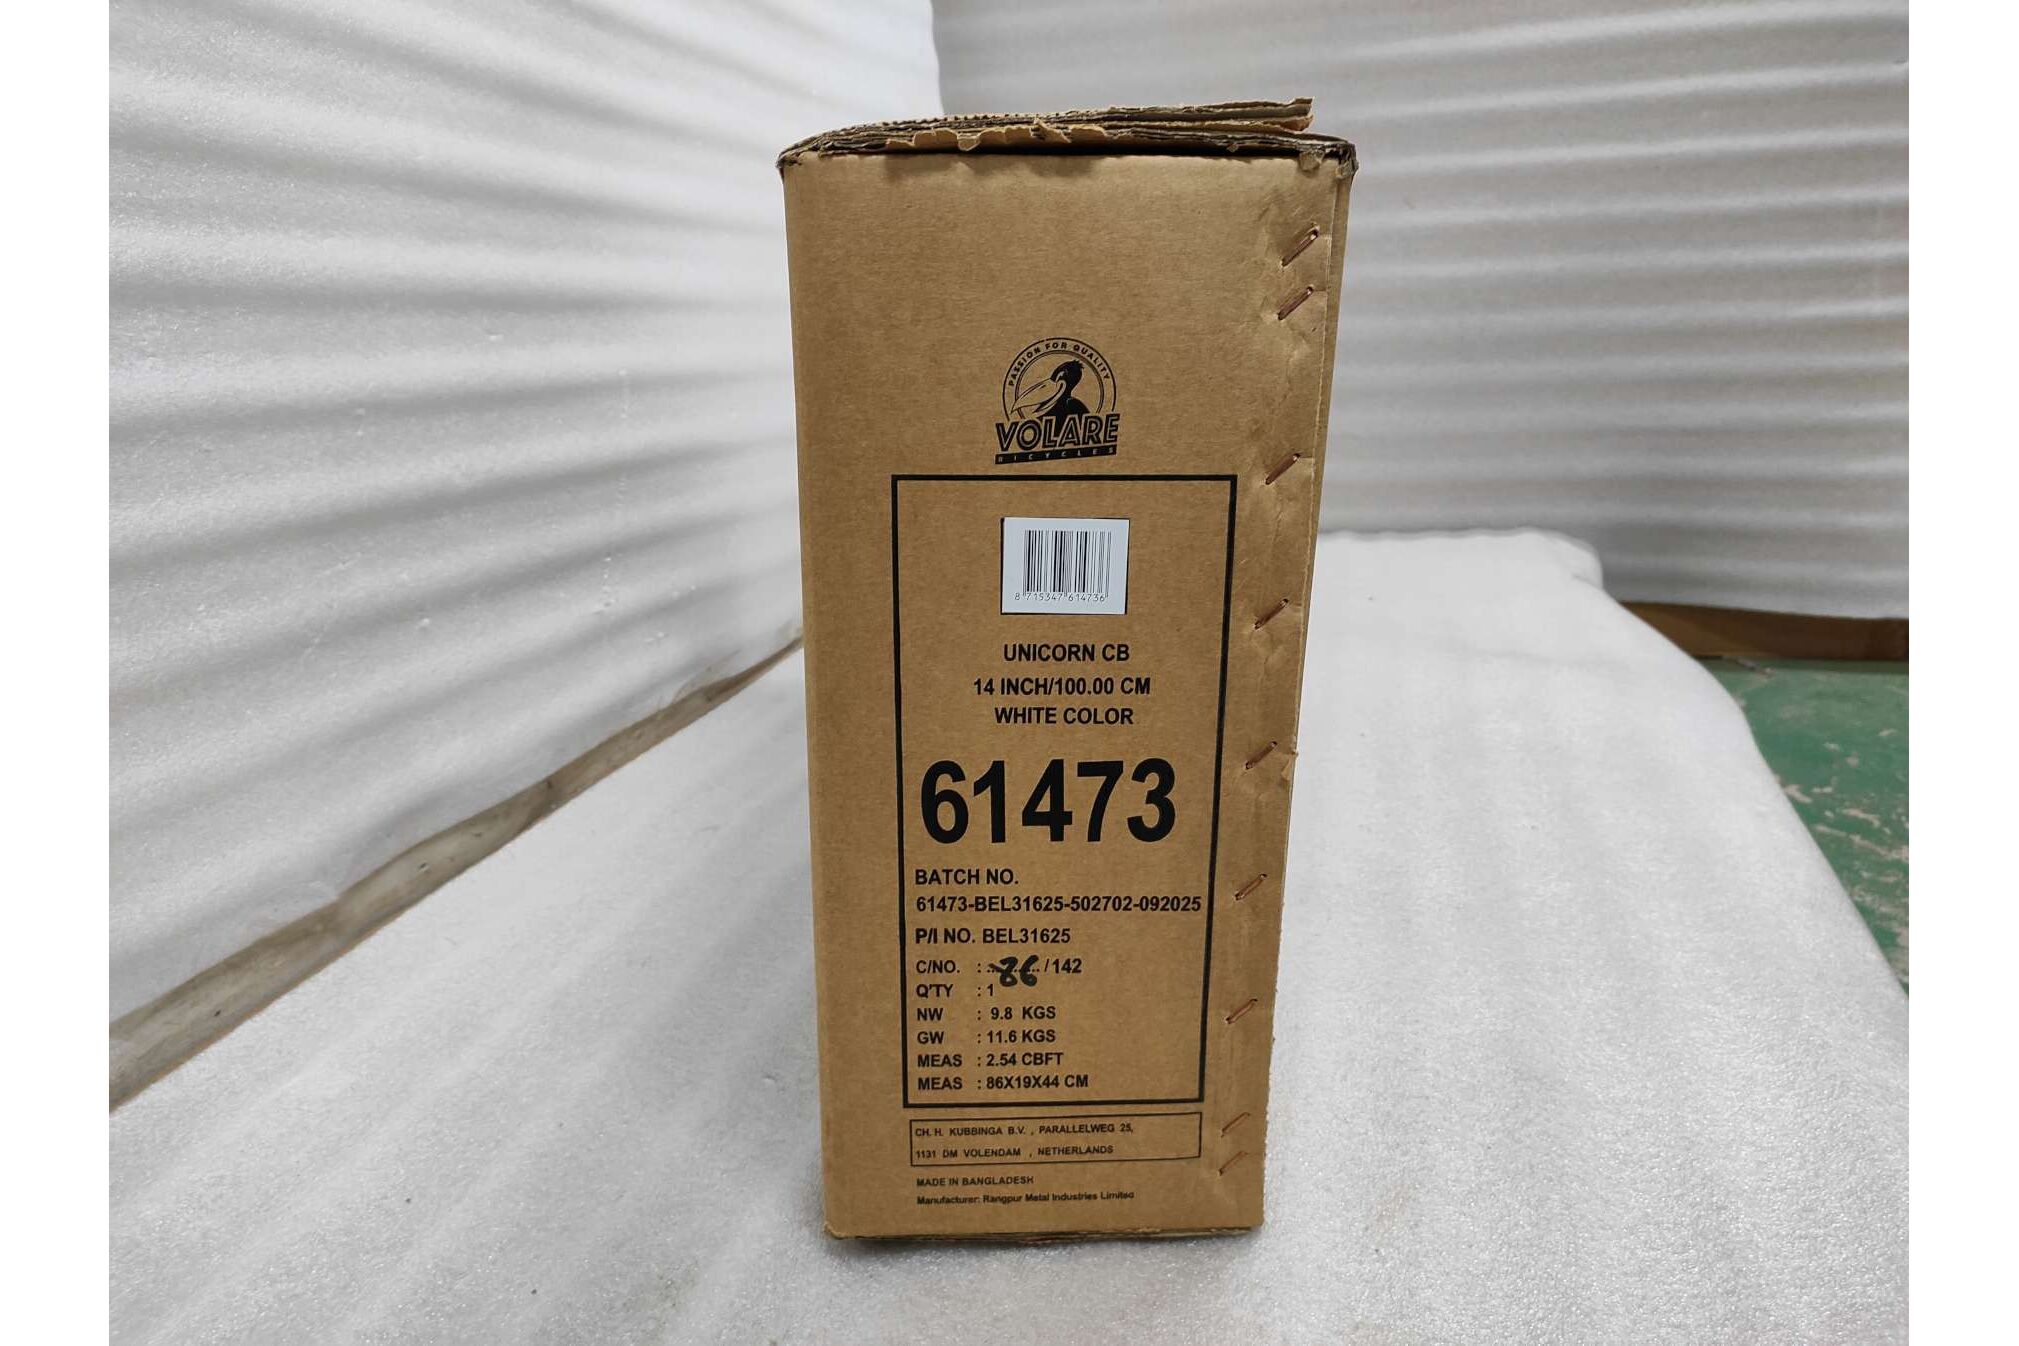 PASSION FOR QUALITY
VOLARE
BICYCLES
8 715347 614736
UNICORN CB
14 INCH/100.00 CM
WHITE COLOR
61473
BATCH NO.
61473-BEL31625-502702-092025
P/I NO. BEL31625
C/NO. : ...86... /142
Q'TY : 1
NW : 9.8 KGS
GW : 11.6 KGS
MEAS : 2.54 CBFT
MEAS : 86X19X44 CM
CH. H. KUBBINGA B.V. , PARALLELWEG 25,
1131 DM VOLENDAM , NETHERLANDS
MADE IN BANGLADESH
Manufacturer: Rangpur Metal Industries Limited